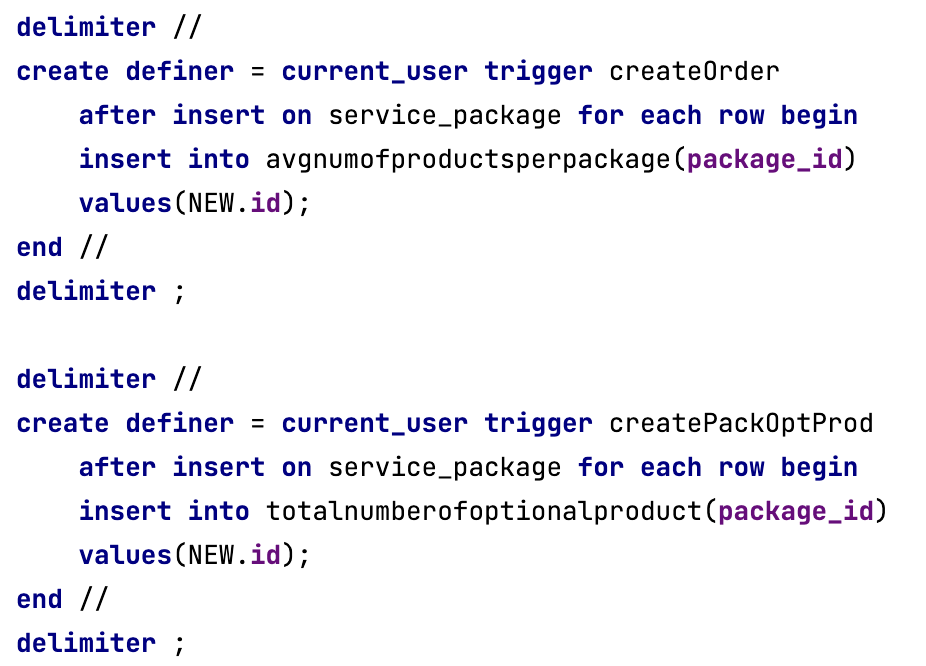 delimiter //
create definer = current_user trigger createOrder
    after insert on service_package for each row begin
    insert into avgnumofproductsperpackage(package_id)
    values(NEW.id);
end //
delimiter ;

delimiter //
create definer = current_user trigger createPackOptProd
    after insert on service_package for each row begin
    insert into totalnumberofoptionalproduct(package_id)
    values(NEW.id);
end //
delimiter ;